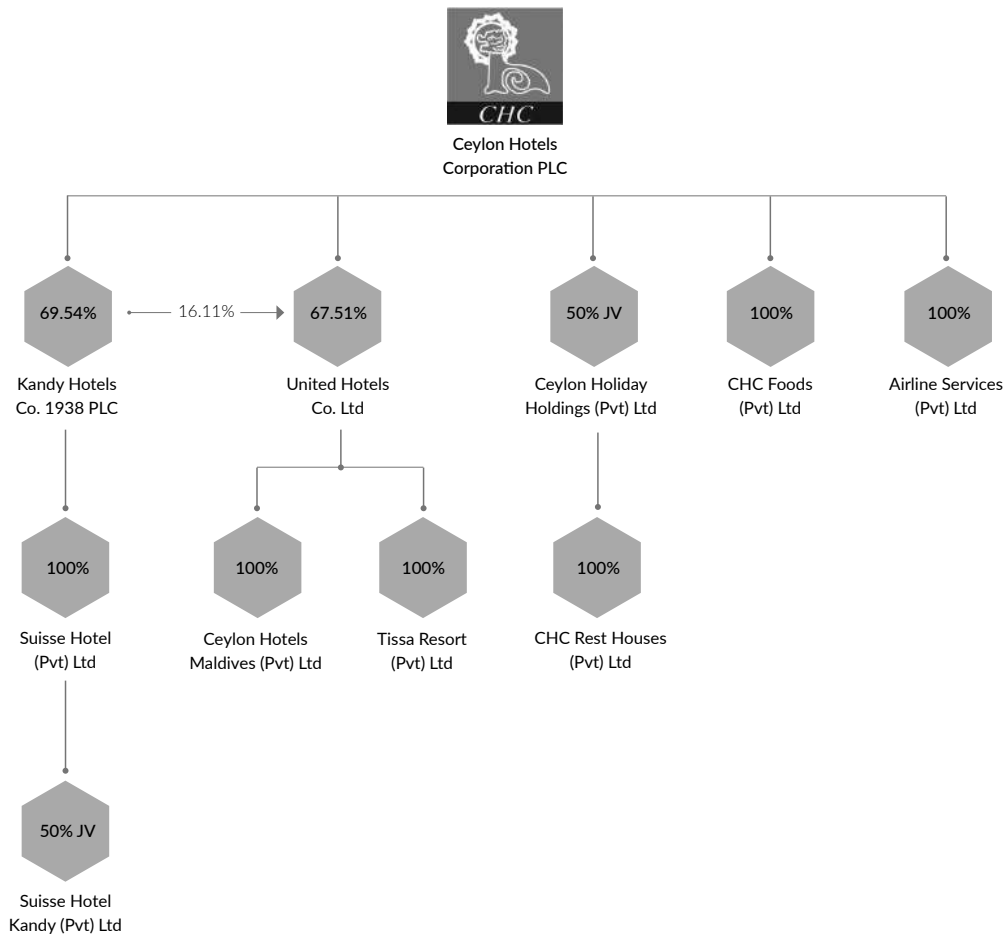 CHC
Ceylon Hotels
Corporation PLC
69.54%
16.11%
67.51%
50% JV
100%
100%
Kandy Hotels
Co. 1938 PLC
United Hotels
Co. Ltd
Ceylon Holiday
Holdings (Pvt) Ltd
CHC Foods
(Pvt) Ltd
Airline Services
(Pvt) Ltd
100%
100%
100%
100%
Suisse Hotel
(Pvt) Ltd
Ceylon Hotels
Maldives (Pvt) Ltd
Tissa Resort
(Pvt) Ltd
CHC Rest Houses
(Pvt) Ltd
50% JV
Suisse Hotel
Kandy (Pvt) Ltd